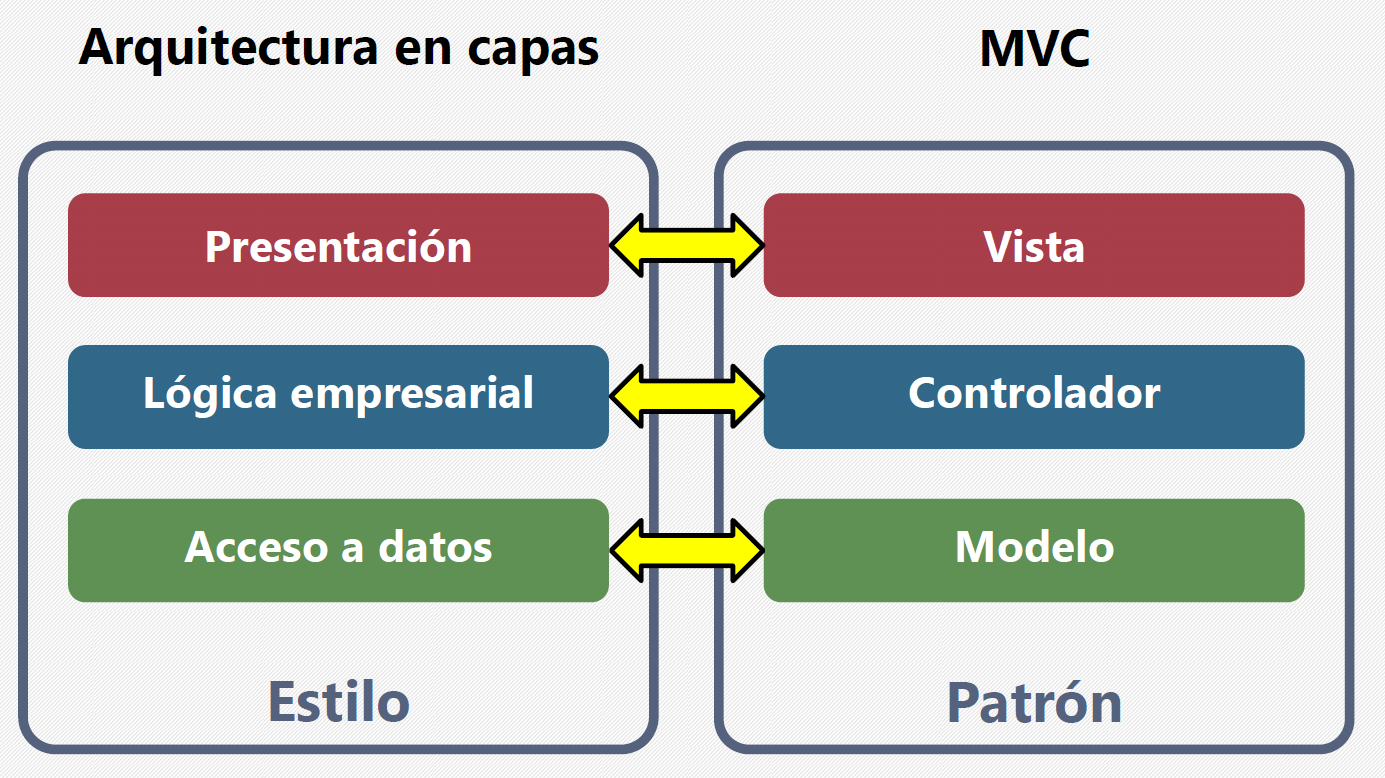 Arquitectura en capas
MVC
Presentación
Vista
Lógica empresarial
Controlador
Acceso a datos
Modelo
Estilo
Patrón